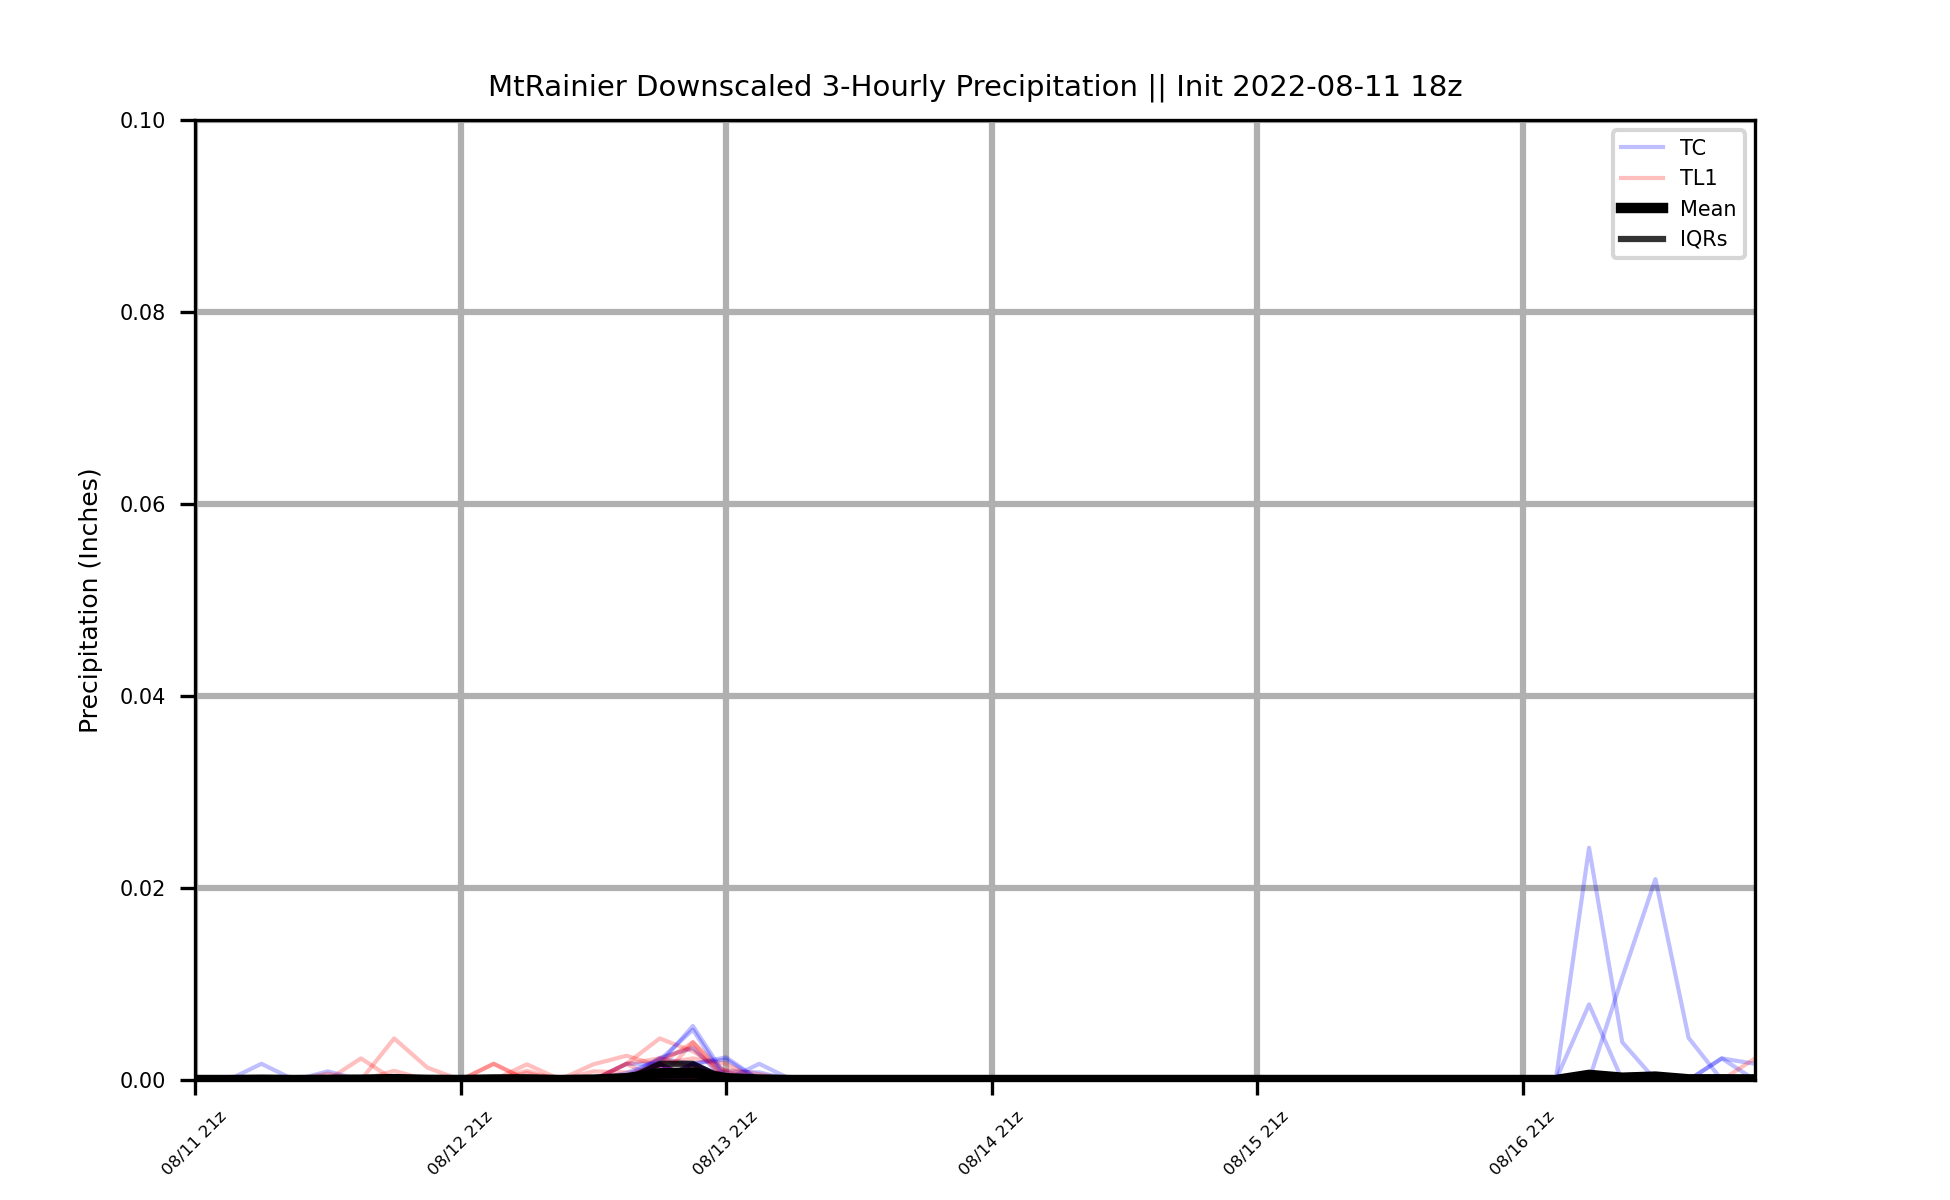 MtRainier Downscaled 3-Hourly Precipitation || Init 2022-08-11 18z
TC
TL1
Mean
IQRs
Precipitation (Inches)
0.10
0.08
0.06
0.04
0.02
0.00
08/11 21z
08/12 21z
08/13 21z
08/14 21z
08/15 21z
08/16 21z